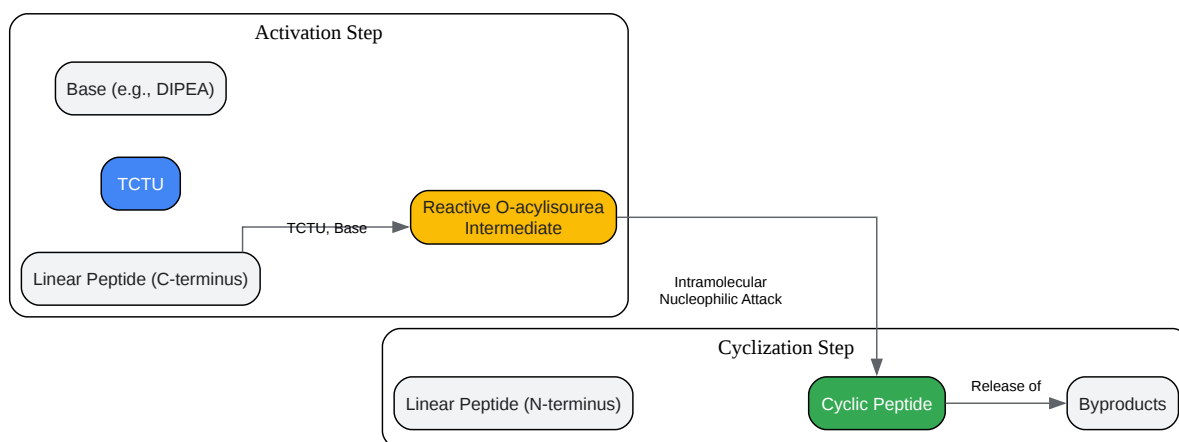 Activation Step
Base (e.g., DIPEA)
TCTU
Reactive O-acylisourea
Intermediate
TCTU, Base
Linear Peptide (C-terminus)
Intramolecular
Nucleophilic Attack
Cyclization Step
Linear Peptide (N-terminus)
Cyclic Peptide
Release of
Byproducts